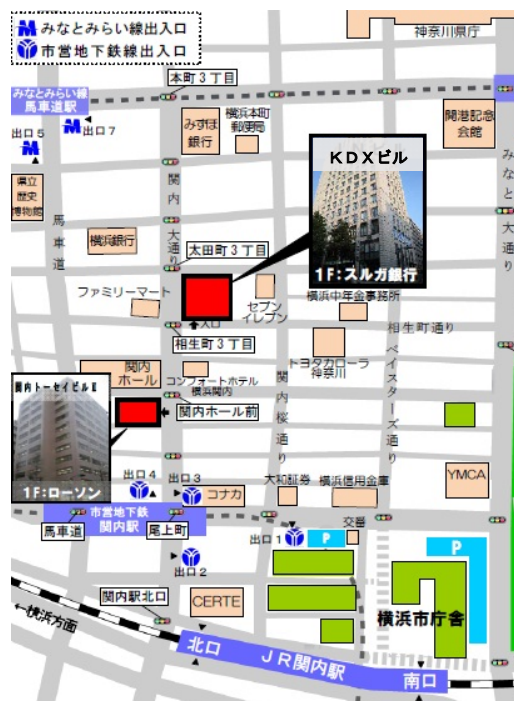 みなとみらい線出入口
市営地下鉄線出入口
神奈川県庁
本町3丁目
みなとみらい線
馬車道駅
出口7
出口5
みずほ
銀行
横浜本町
郵便局
開港記念
会館
KDXビル
1F:スルガ銀行
県立
歴史
博物館
馬車道
関内大通り
みなと大通り
横浜銀行
太田町3丁目
ファミリーマート
セブン
イレブン
横浜中年金事務所
入口
相生町3丁目
相生町通り
トヨタカローラ
神奈川
関内
ホール
コンフォートホテル
横浜関内
関内桜通り
ベイスターズ通り
関内トーセイビルⅡ
1F:ローソン
関内ホール前
出口4
出口3
コナカ
大和証券
横浜信用金庫
YMCA
市営地下鉄
関内駅
馬車道
尾上町
出口1
P
交番
P
出口2
関内駅北口
CERTE
横浜市庁舎
←横浜方面
北口
JR関内駅
南口